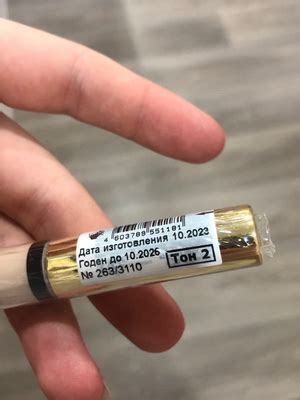 4 603789 551181
Дата изготовления 10.2023
Годен до 10.2026
№ 263/3110
Тон 2